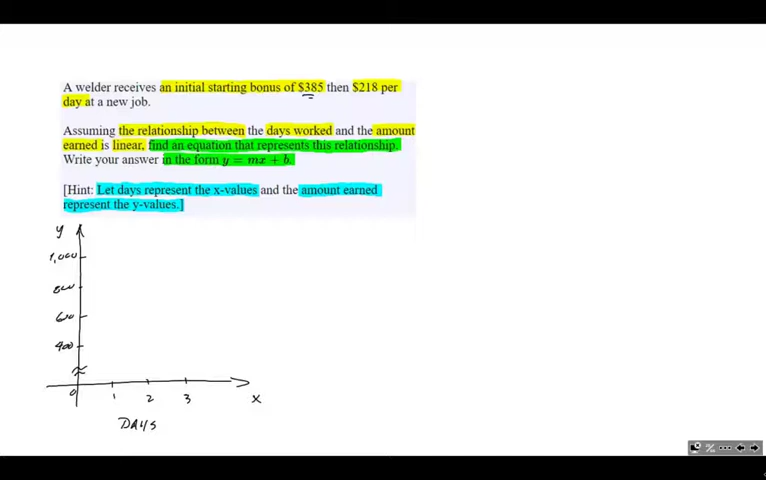 A welder receives an initial starting bonus of $385 then $218 per
day at a new job.
Assuming the relationship between the days worked and the amount
earned is linear, find an equation that represents this relationship.
Write your answer in the form y = mx + b.
[Hint: Let days represent the x-values and the amount earned
represent the y-values.]
y
1,000
800
600
400
0 1 2 3 x
DAYS